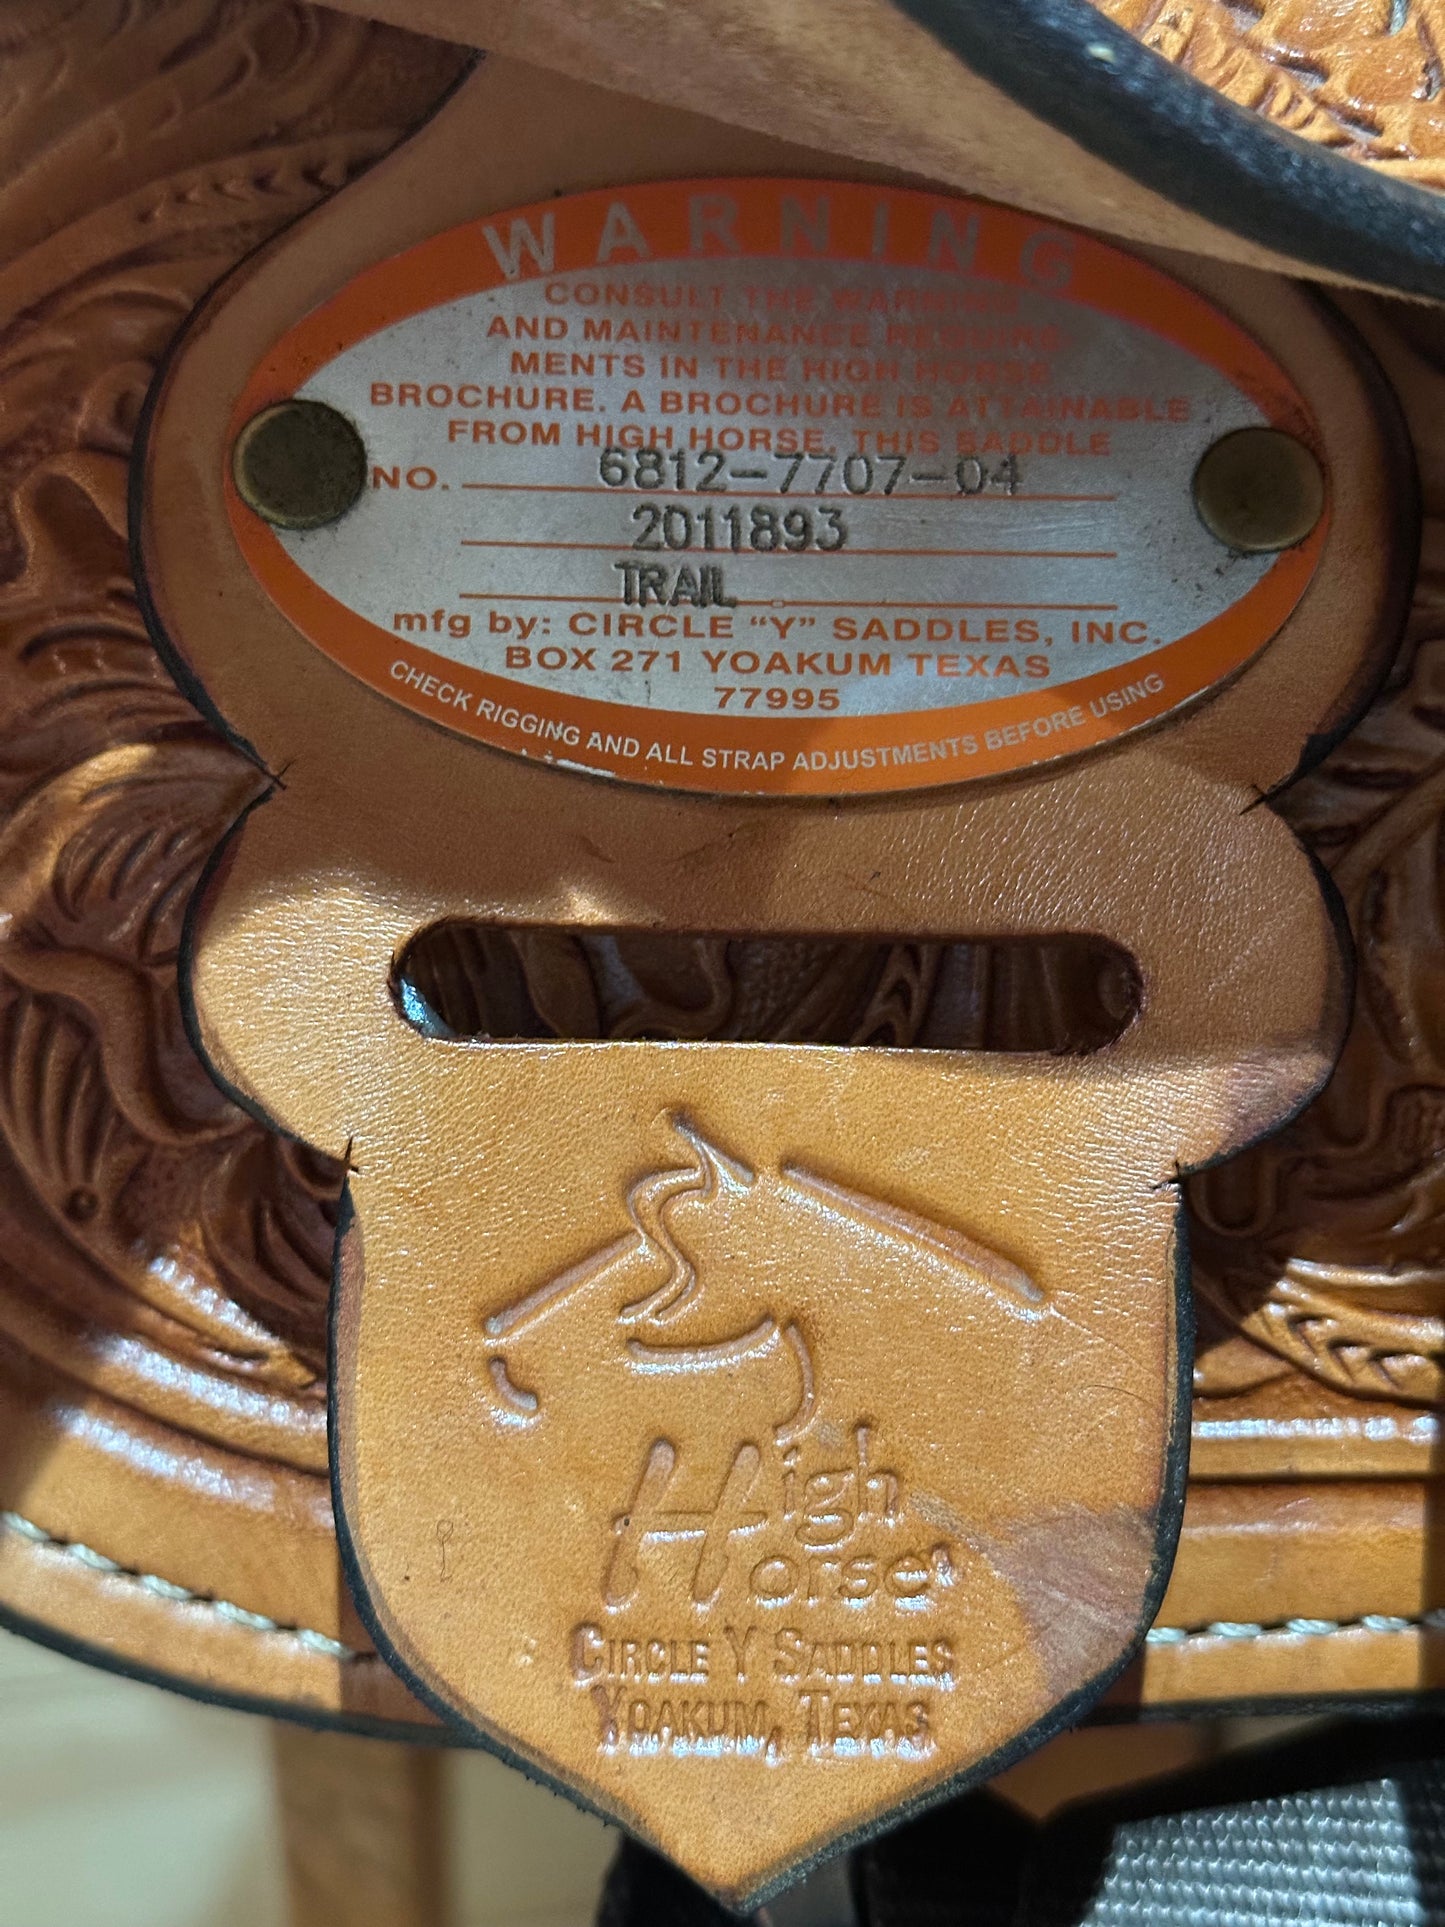 WARNING
CONSULT THE WARNING
AND MAINTENANCE REQUIRE-
MENTS IN THE HIGH HORSE
BROCHURE. A BROCHURE IS ATTAINABLE
FROM HIGH HORSE. THIS SADDLE
NO. 6812-7707-04
2011893
TRAIL
mfg by: CIRCLE “Y” SADDLES, INC.
BOX 271 YOAKUM TEXAS
77995
CHECK RIGGING AND ALL STRAP ADJUSTMENTS BEFORE USING
High
Horse
CIRCLE Y SADDLES
YOAKUM, TEXAS